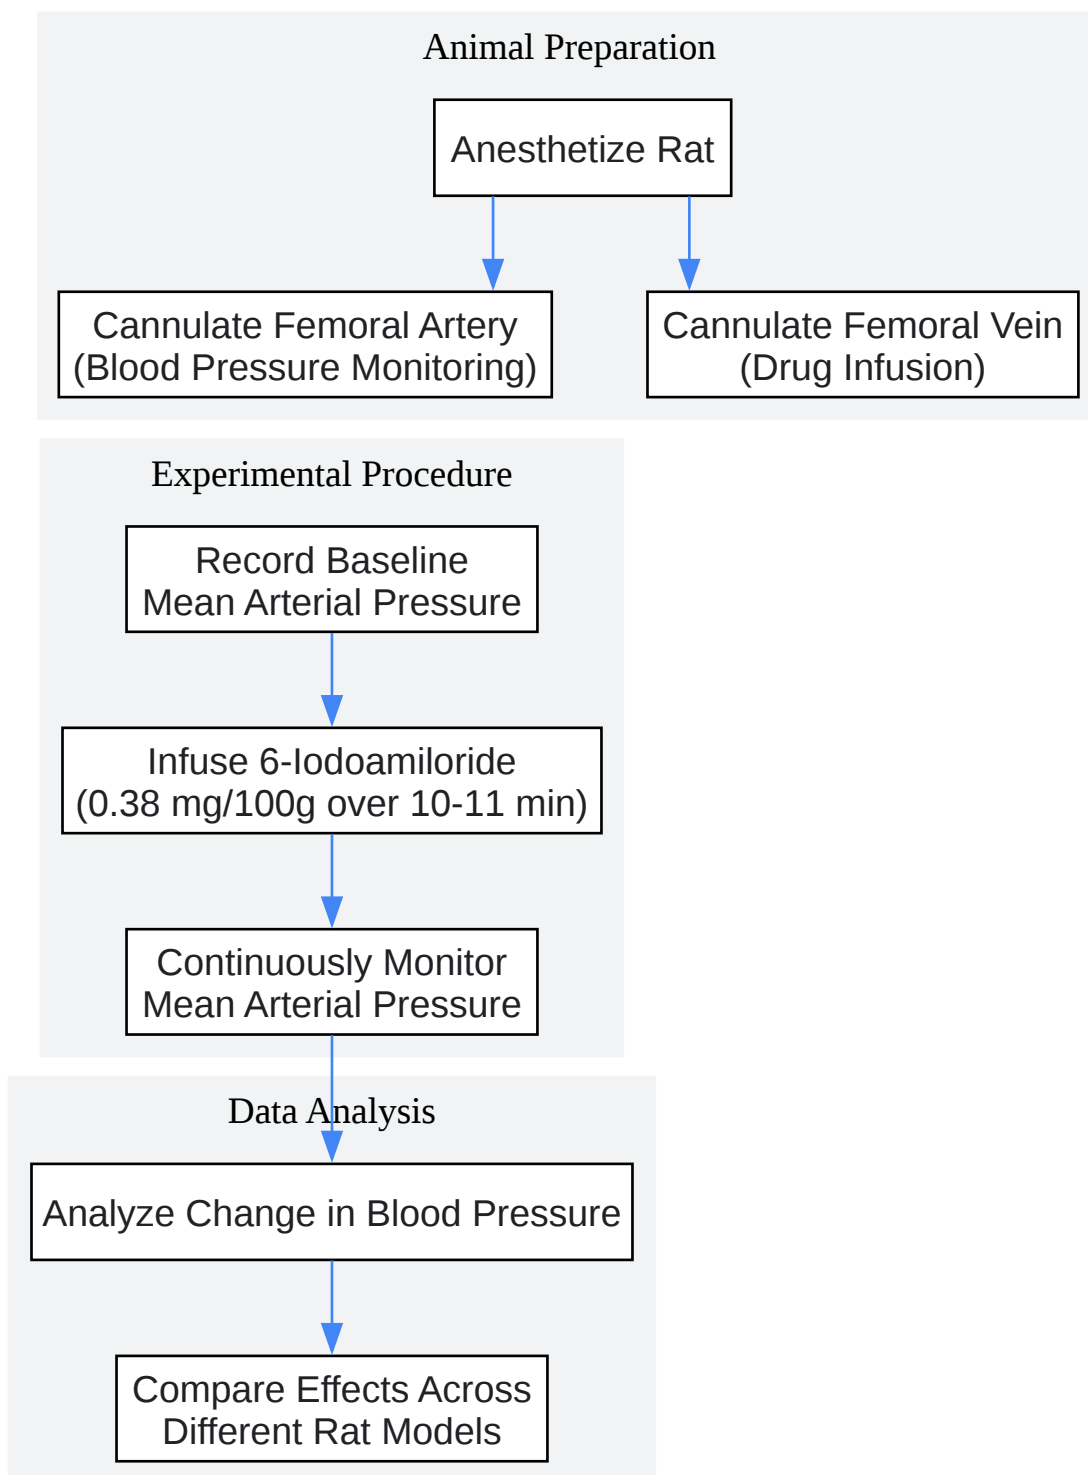 Animal Preparation
Anesthetize Rat
Cannulate Femoral Artery
(Blood Pressure Monitoring)
Cannulate Femoral Vein
(Drug Infusion)
Experimental Procedure
Record Baseline
Mean Arterial Pressure
Infuse 6-Iodoamiloride
(0.38 mg/100g over 10-11 min)
Continuously Monitor
Mean Arterial Pressure
Data Analysis
Analyze Change in Blood Pressure
Compare Effects Across
Different Rat Models